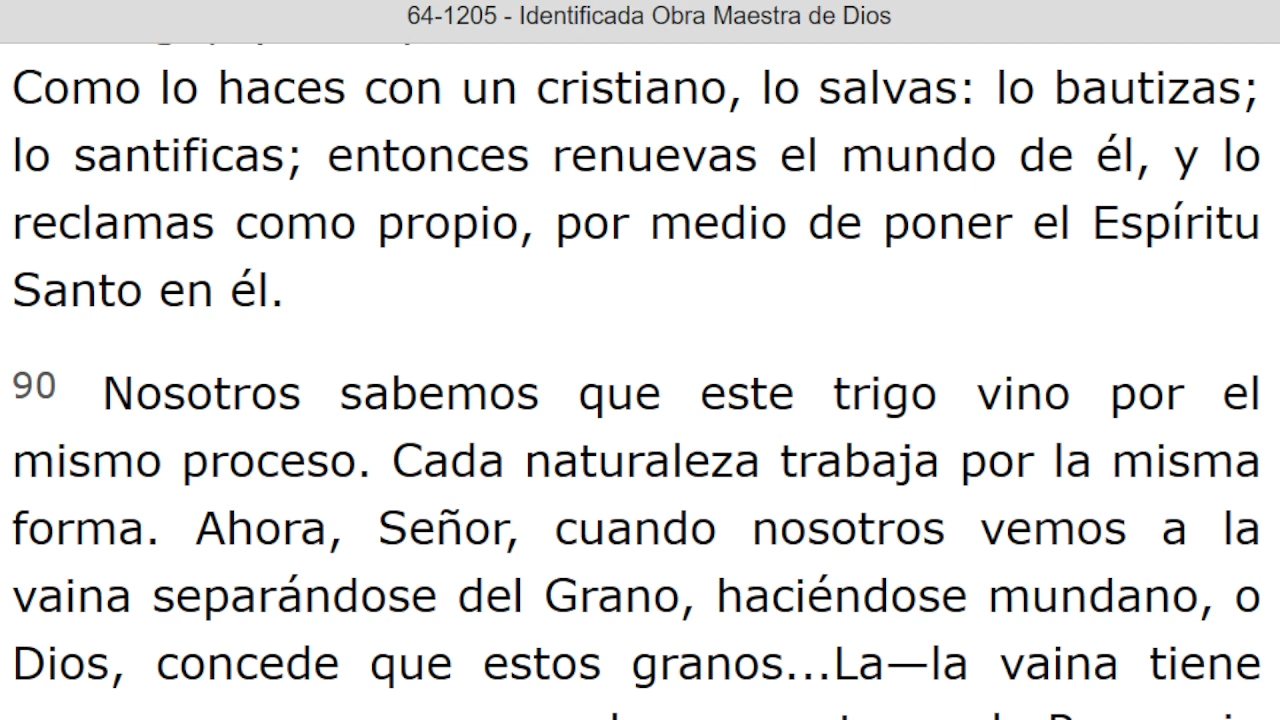 64-1205 - Identificada Obra Maestra de Dios
Como lo haces con un cristiano, lo salvas: lo bautizas;
lo santificas; entonces renuevas el mundo de él, y lo
reclamas como propio, por medio de poner el Espíritu
Santo en él.
90 Nosotros sabemos que este trigo vino por el
mismo proceso. Cada naturaleza trabaja por la misma
forma. Ahora, Señor, cuando nosotros vemos a la
vaina separándose del Grano, haciéndose mundano, o
Dios, concede que estos granos...La—la vaina tiene